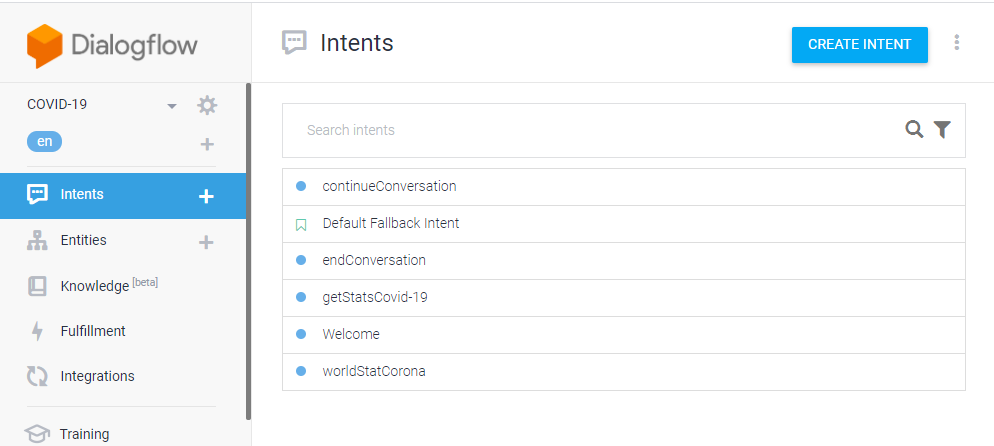 Dialogflow
Intents
CREATE INTENT
COVID-19
en
Intents
Entities
Knowledge [beta]
Fulfillment
Integrations
Training
Search intents
continueConversation
Default Fallback Intent
endConversation
getStatsCovid-19
Welcome
worldStatCorona